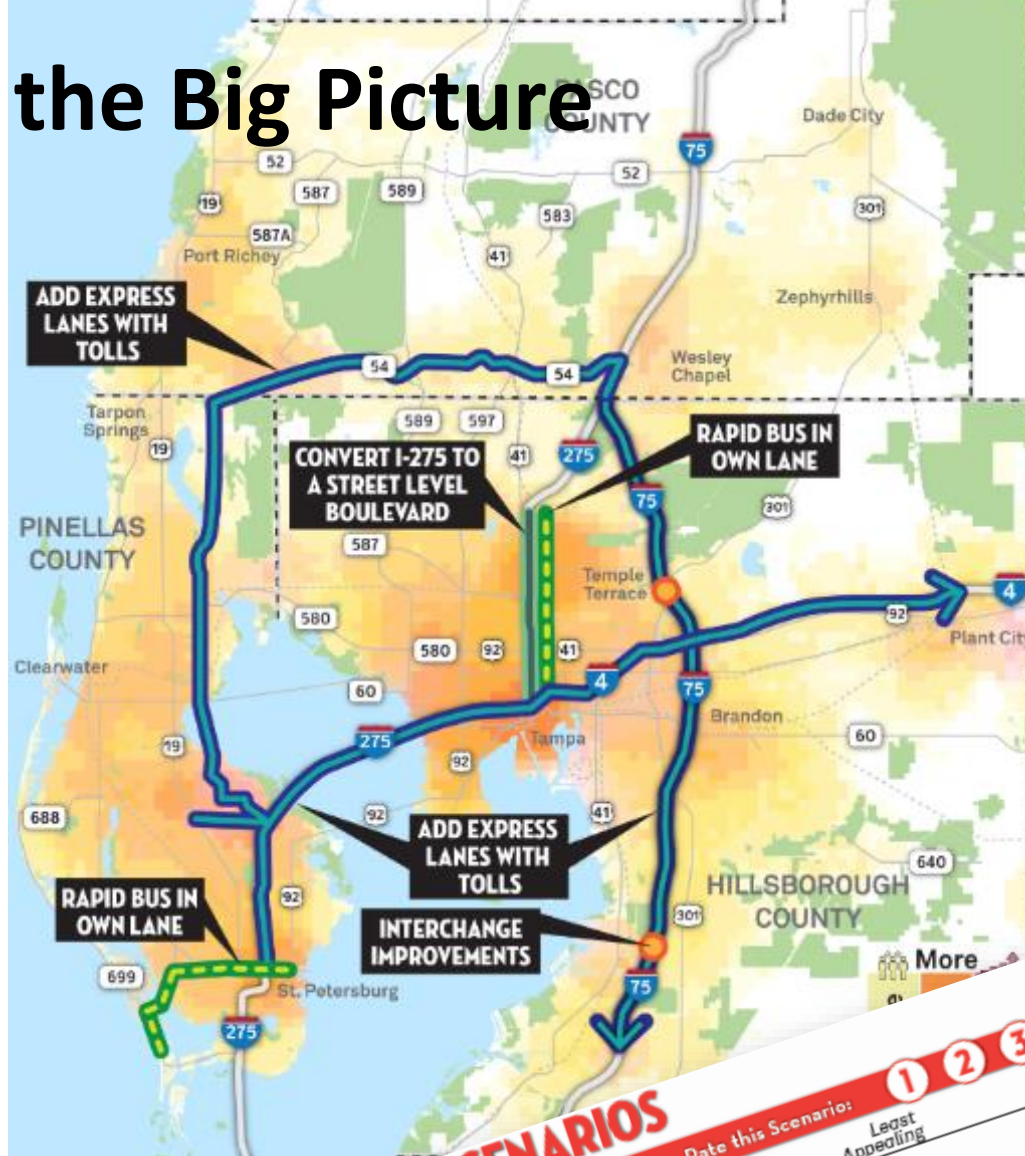 the Big Picture
COUNTY
Dade City
75
52
52
587
589
19
583
301
587A
41
Port Richey
ADD EXPRESS
LANES WITH
TOLLS
Zephyrhills
Wesley
Chapel
54
54
Tarpon
Springs
19
589
597
41
275
CONVERT I-275 TO
A STREET LEVEL
BOULEVARD
RAPID BUS IN
OWN LANE
75
301
PINELLAS
COUNTY
587
Temple
Terrace
4
92
580
Plant City
580
92
41
Clearwater
60
4
75
Brandon
275
Tampa
60
19
92
688
92
41
ADD EXPRESS
LANES WITH
TOLLS
640
HILLSBOROUGH
COUNTY
RAPID BUS IN
OWN LANE
92
301
INTERCHANGE
IMPROVEMENTS
More
699
St. Petersburg
75
275
1 2 3
SCENARIOS
Rate this Scenario:
Least
Appealing